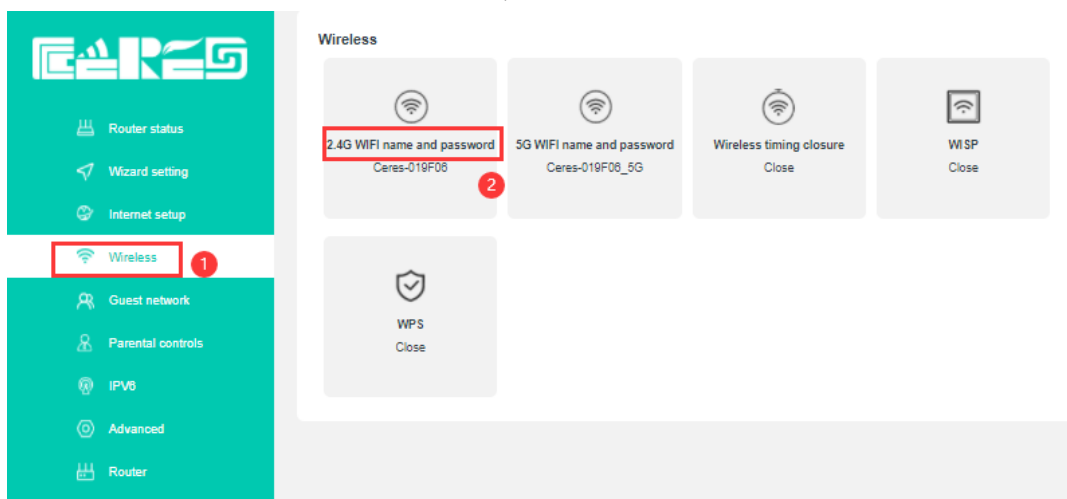 CERES
Router status
Wizard setting
Internet setup
Wireless
1
Guest network
Parental controls
IPV6
Advanced
Router
Wireless
2.4G WIFI name and password
Ceres-019F06
2
5G WIFI name and password
Ceres-019F06_5G
Wireless timing closure
Close
WISP
Close
WPS
Close